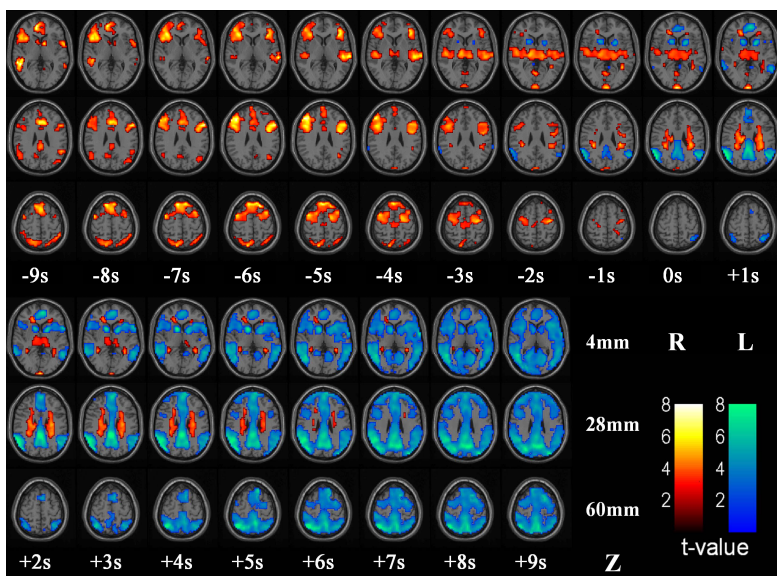 -9s -8s -7s -6s -5s -4s -3s -2s -1s 0s +1s
4mm R L
8 8
28mm
6 6
4 4
2 2
60mm
t-value
+2s +3s +4s +5s +6s +7s +8s +9s Z